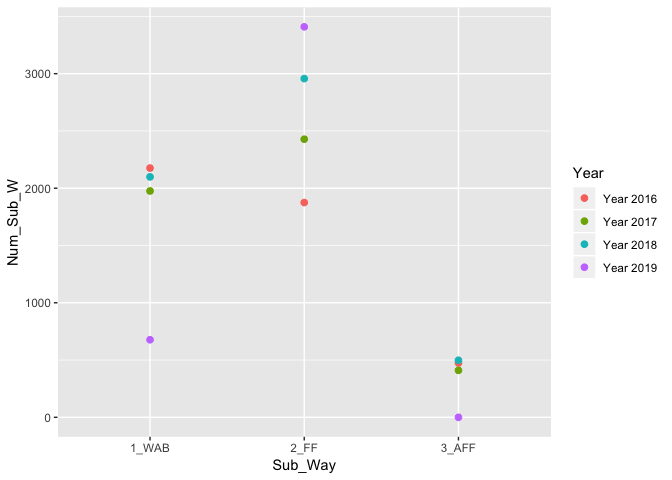 Num_Sub_W
3000
2000
1000
0
1_WAB
2_FF
3_AFF
Sub_Way
Year
Year 2016
Year 2017
Year 2018
Year 2019